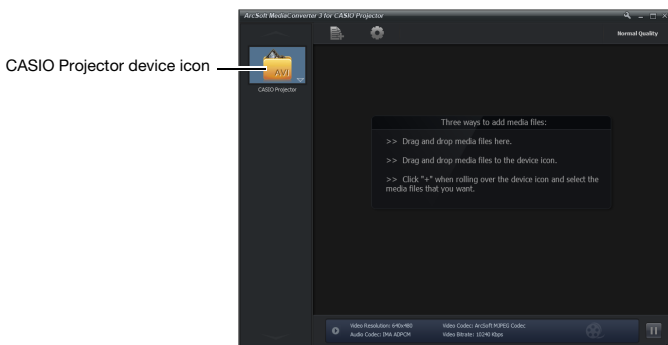 ArcSoft MediaConverter 3 for CASIO Projector
Normal Quality
CASIO Projector device icon
AVI
CASIO Projector
Three ways to add media files:
>> Drag and drop media files here.
>> Drag and drop media files to the device icon.
>> Click "+" when rolling over the device icon and select the
media files that you want.
Video Resolution: 640x480 Video Codec: ArcSoft MJPEG Codec
Audio Codec: IMA ADPCM Video Bitrate: 10240 Kbps